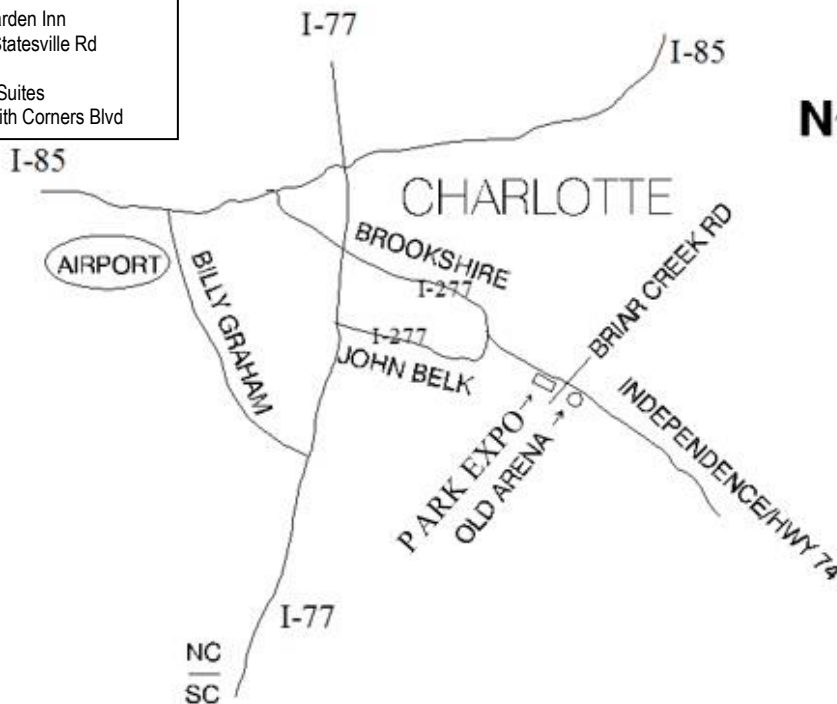 arden Inn
Statesville Rd
Suites
ith Corners Blvd
I-77
I-85
N
I-85
CHARLOTTE
AIRPORT
BILLY GRAHAM
BROOKSHIRE
I-277
I-277
JOHN BELK
BRIAR CREEK RD
PARK EXPO
OLD ARENA
INDEPENDENCE/HWY 74
I-77
NC
SC